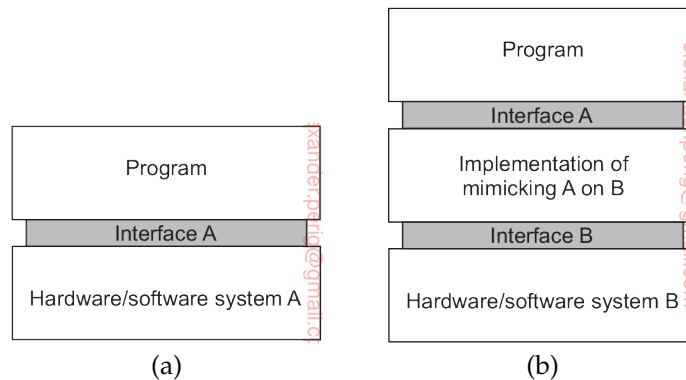 Program
Interface A
Hardware/software system A
(a)
Program
Interface A
Implementation of
mimicking A on B
Interface B
Hardware/software system B
(b)